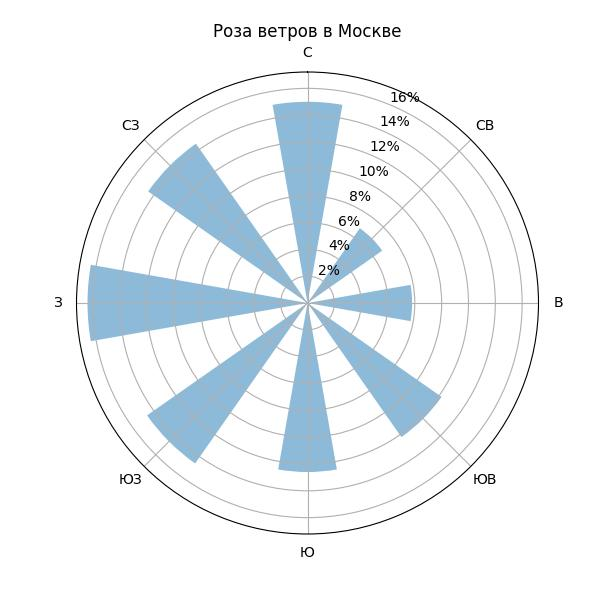 Роза ветров в Москве
С
СЗ
СВ
16%
14%
12%
10%
8%
6%
4%
2%
З
В
ЮЗ
ЮВ
Ю